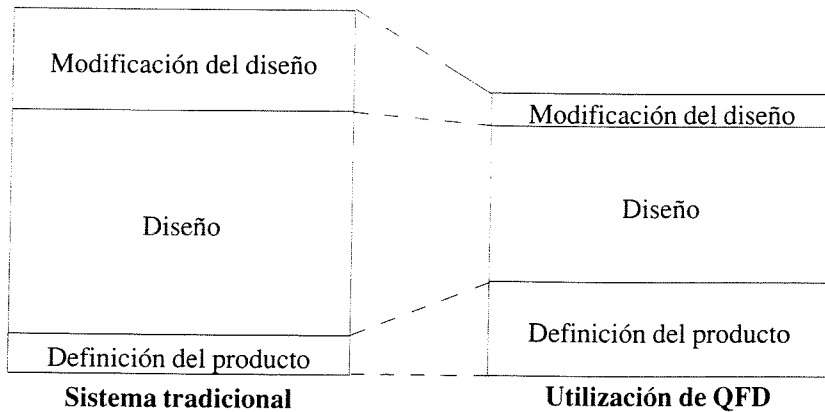 Modificación del diseño
Diseño
Definición del producto
Sistema tradicional
Modificación del diseño
Diseño
Definición del producto
Utilización de QFD